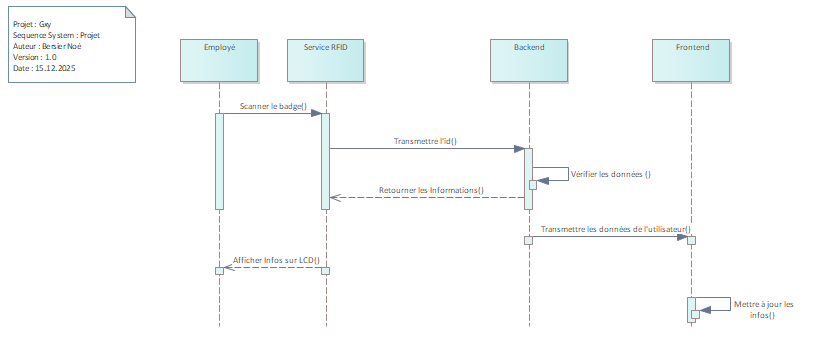 Projet : Gxy
Sequence System : Projet
Auteur : Bersier Noé
Version : 1.0
Date : 15.12.2025
Employé
Service RFID
Backend
Frontend
Scanner le badge()
Transmettre l'id()
Vérifier les données ()
Retourner les Informations()
Transmettre les données de l'utilisateur()
Afficher Infos sur LCD()
Mettre à jour les
infos()